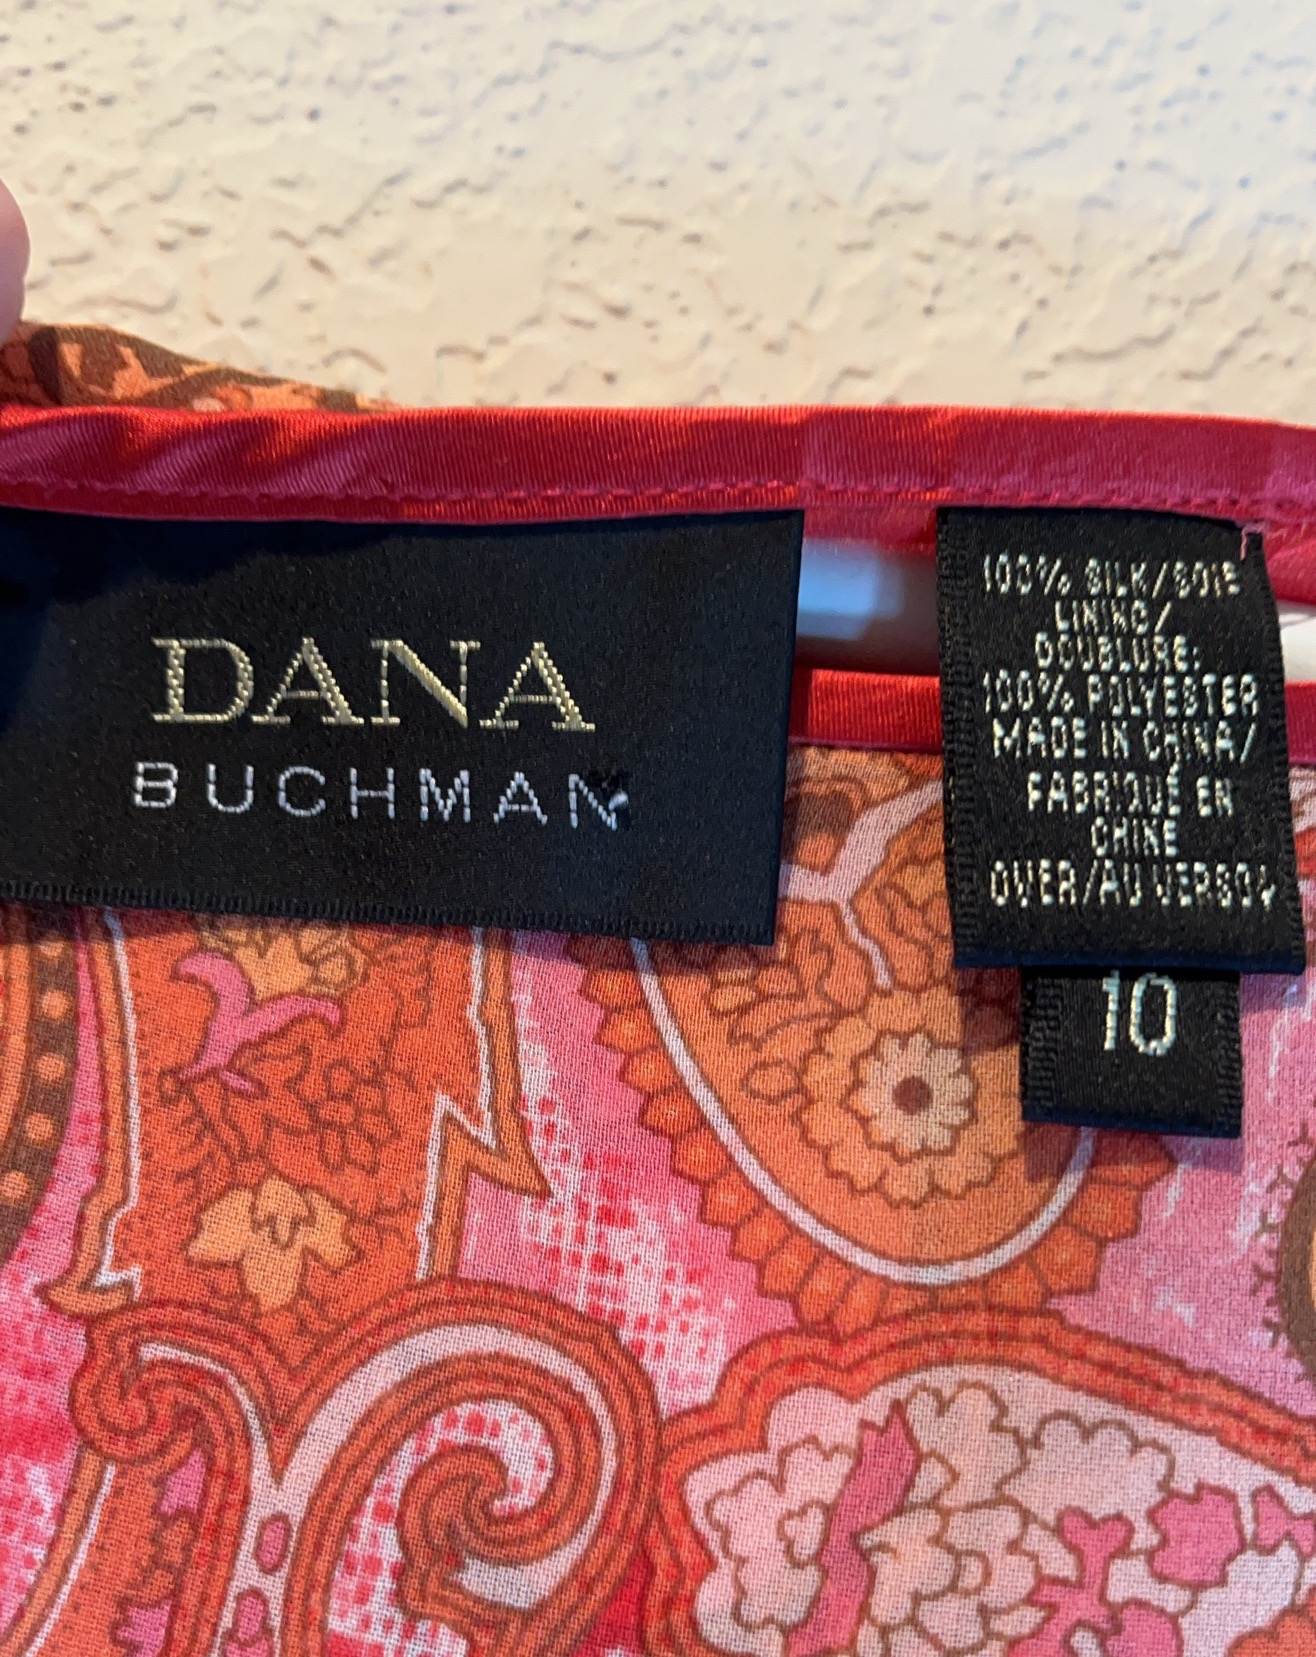 DANA
BUCHMAN
100% SILK/SOIE
LINING/
DOUBLURE:
100% POLYESTER
MADE IN CHINA/
FABRIQUÉ EN
CHINE
OVER/AU VERSO
10